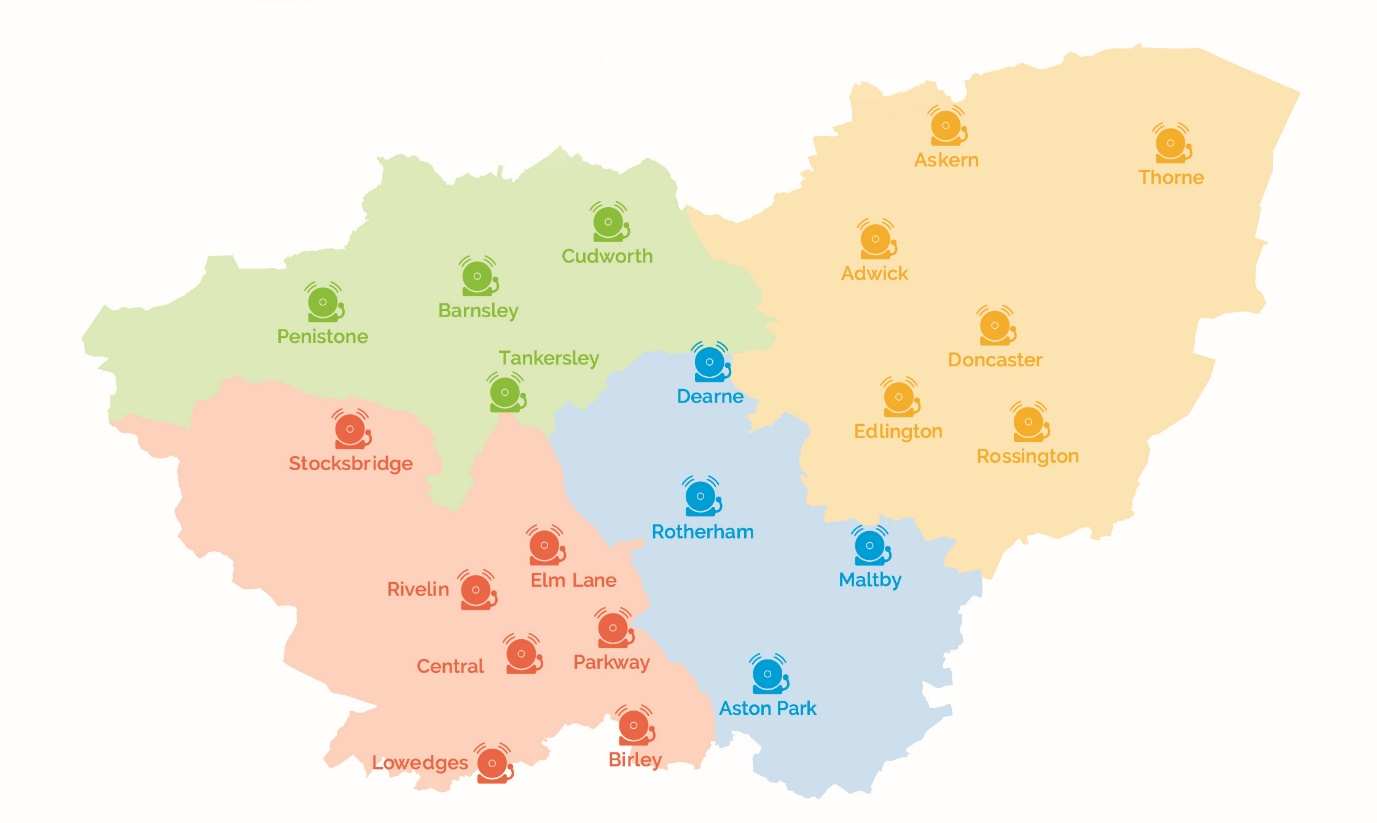 Askern
Thorne
Cudworth
Adwick
Barnsley
Penistone
Tankersley
Doncaster
Dearne
Edlington
Rossington
Stocksbridge
Rotherham
Elm Lane
Maltby
Rivelin
Parkway
Central
Aston Park
Birley
Lowedges